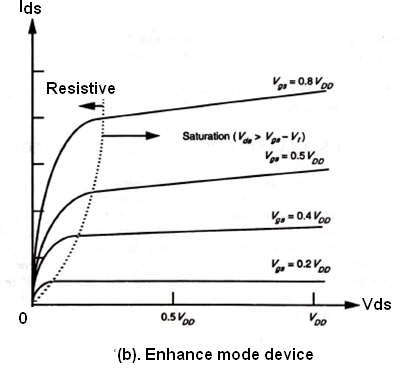 Ids
Vgs = 0.8 VDD
Resistive
Saturation ( Vds > Vgs – Vt )
Vgs = 0.5 VDD
Vgs = 0.4 VDD
Vgs = 0.2 VDD
Vds
0
0.5 VDD
VDD
(b). Enhance mode device